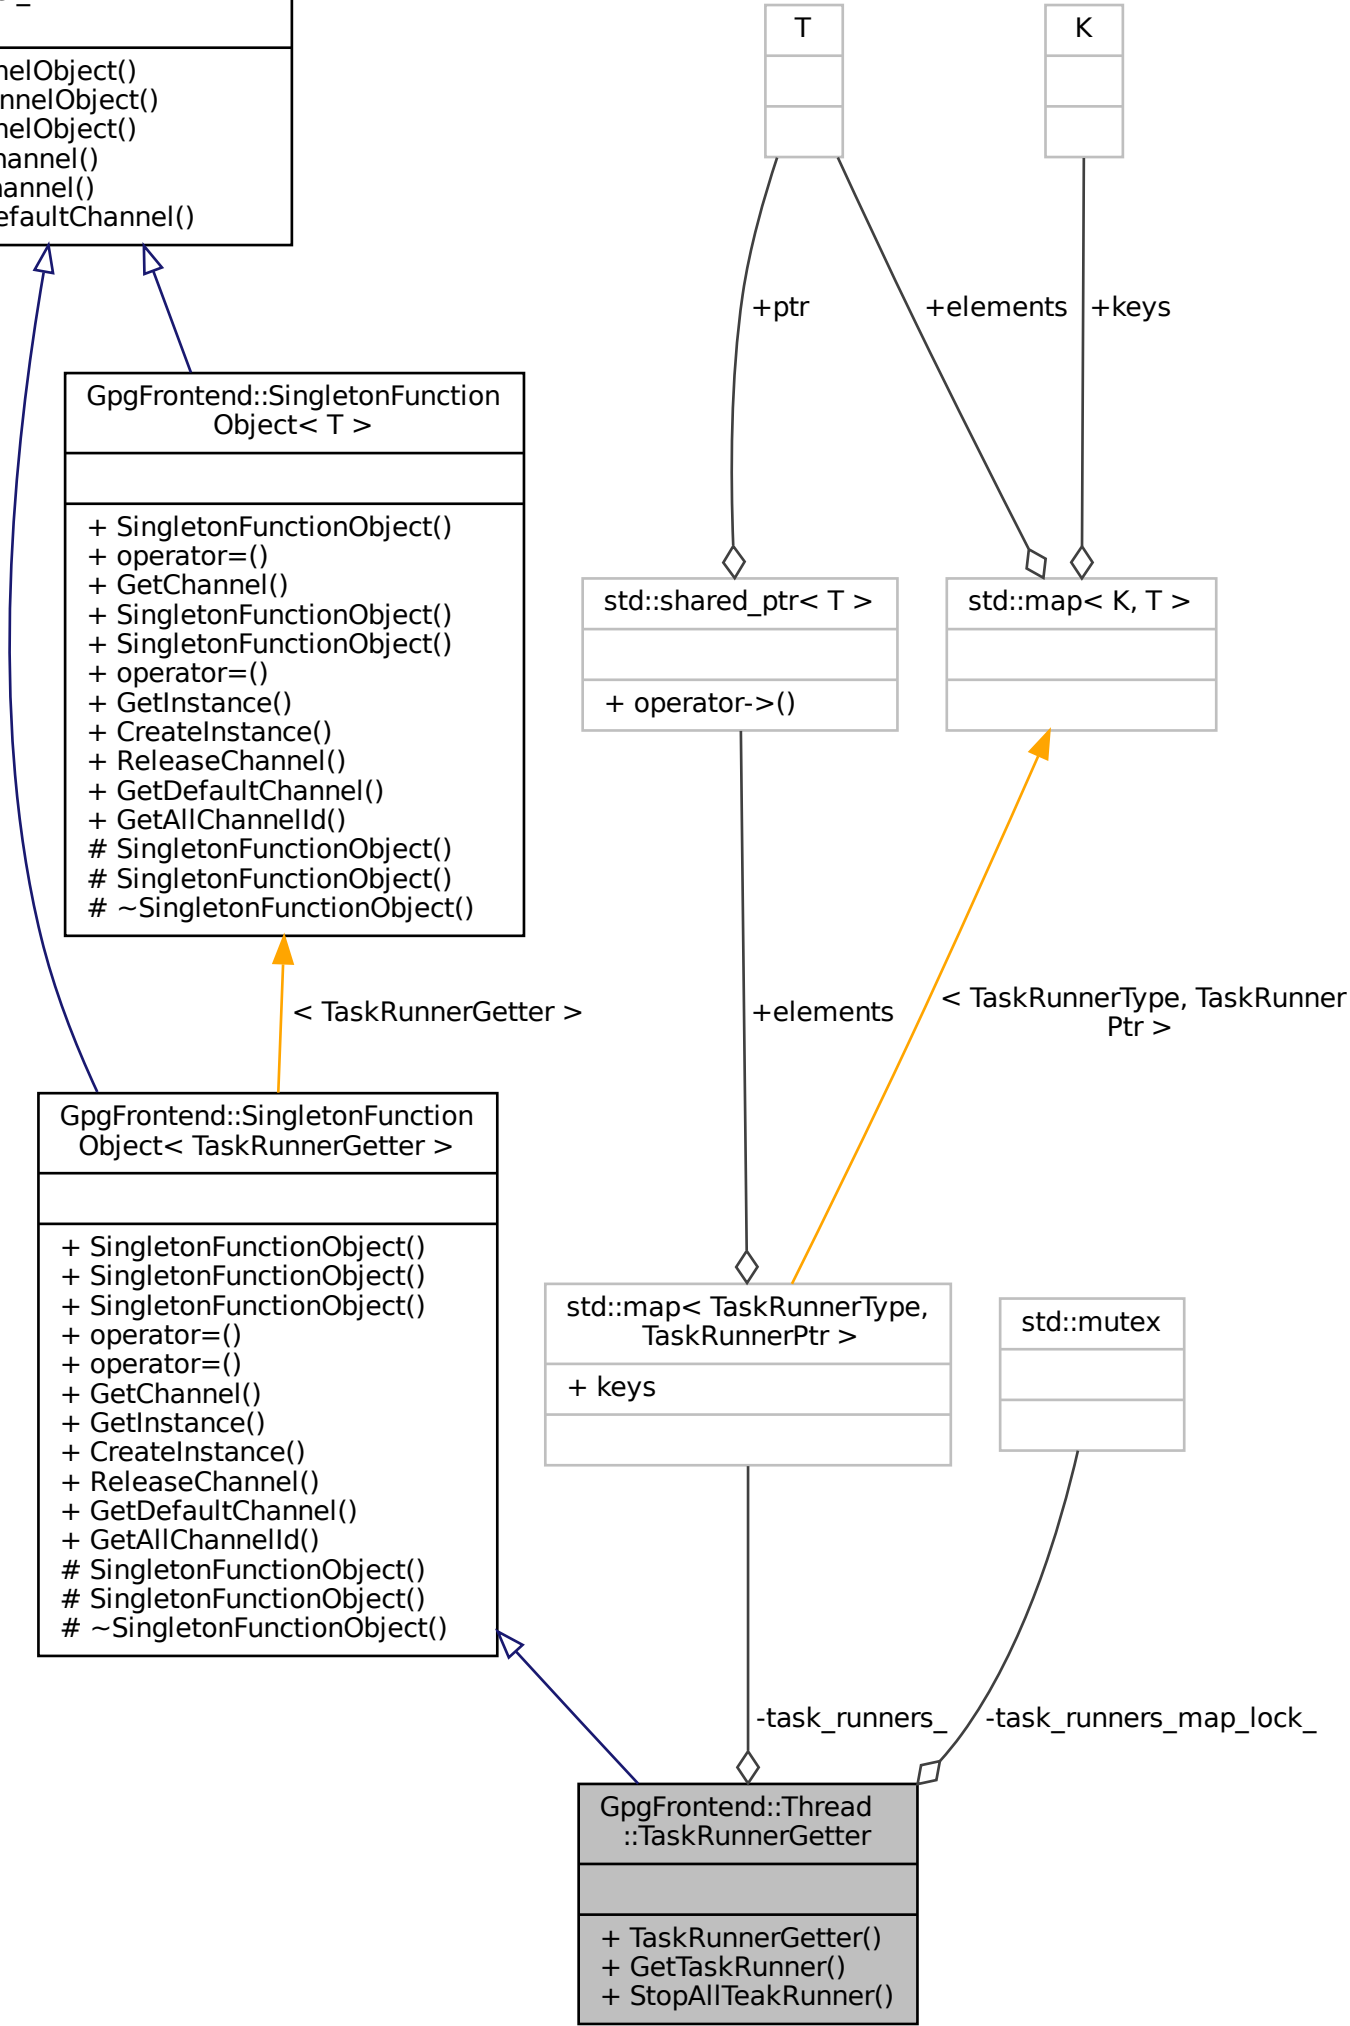 nelObject()
nnelObject()
nelObject()
hannel()
hannel()
efaultChannel()
T
K
+ptr
+elements
+keys
GpgFrontend::SingletonFunction
Object< T >
+ SingletonFunctionObject()
+ operator=()
+ GetChannel()
+ SingletonFunctionObject()
+ SingletonFunctionObject()
+ operator=()
+ GetInstance()
+ CreateInstance()
+ ReleaseChannel()
+ GetDefaultChannel()
+ GetAllChannelId()
# SingletonFunctionObject()
# SingletonFunctionObject()
# ~SingletonFunctionObject()
std::shared_ptr< T >
+ operator->()
std::map< K, T >
< TaskRunnerGetter >
+elements
< TaskRunnerType, TaskRunner
Ptr >
GpgFrontend::SingletonFunction
Object< TaskRunnerGetter >
+ SingletonFunctionObject()
+ SingletonFunctionObject()
+ SingletonFunctionObject()
+ operator=()
+ operator=()
+ GetChannel()
+ GetInstance()
+ CreateInstance()
+ ReleaseChannel()
+ GetDefaultChannel()
+ GetAllChannelId()
# SingletonFunctionObject()
# SingletonFunctionObject()
# ~SingletonFunctionObject()
std::map< TaskRunnerType,
TaskRunnerPtr >
+ keys
std::mutex
-task_runners_
-task_runners_map_lock_
GpgFrontend::Thread
::TaskRunnerGetter
+ TaskRunnerGetter()
+ GetTaskRunner()
+ StopAllTeakRunner()